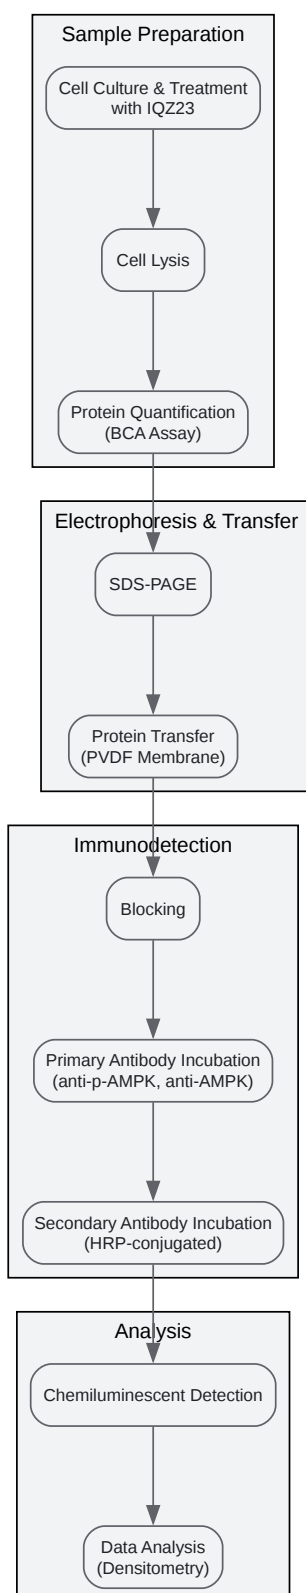 Sample Preparation
Cell Culture & Treatment
with IQZ23
Cell Lysis
Protein Quantification
(BCA Assay)
Electrophoresis & Transfer
SDS-PAGE
Protein Transfer
(PVDF Membrane)
Immunodetection
Blocking
Primary Antibody Incubation
(anti-p-AMPK, anti-AMPK)
Secondary Antibody Incubation
(HRP-conjugated)
Analysis
Chemiluminescent Detection
Data Analysis
(Densitometry)